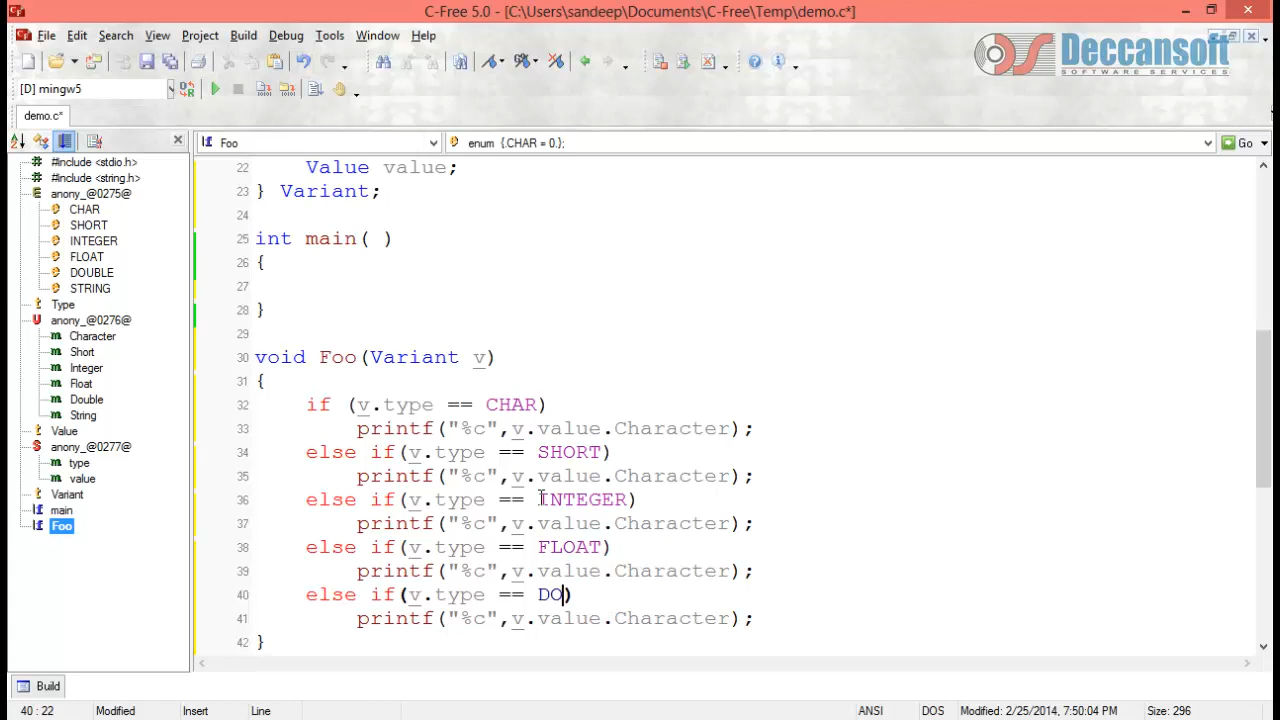 C-Free 5.0 - [C:\Users\sandeep\Documents\C-Free\Temp\demo.c*]
File Edit Search View Project Build Debug Tools Window Help
Deccansoft
SOFTWARE SERVICES
[D] mingw5
demo.c*
Foo
enum {.CHAR = 0.};
Go
#include <stdio.h>
#include <string.h>
anony_@0275@
CHAR
SHORT
INTEGER
FLOAT
DOUBLE
STRING
Type
anony_@0276@
Character
Short
Integer
Float
Double
String
Value
anony_@0277@
type
value
Variant
main
Foo
22 Value value;
23 } Variant;
24
25 int main( )
26 {
27
28 }
29
30 void Foo(Variant v)
31 {
32 if (v.type == CHAR)
33 printf("%c",v.value.Character);
34 else if(v.type == SHORT)
35 printf("%c",v.value.Character);
36 else if(v.type == INTEGER)
37 printf("%c",v.value.Character);
38 else if(v.type == FLOAT)
39 printf("%c",v.value.Character);
40 else if(v.type == DO)
41 printf("%c",v.value.Character);
42 }
Build
40 : 22 Modified Insert Line ANSI DOS Modified: 2/25/2014, 7:50:04 PM Size: 296